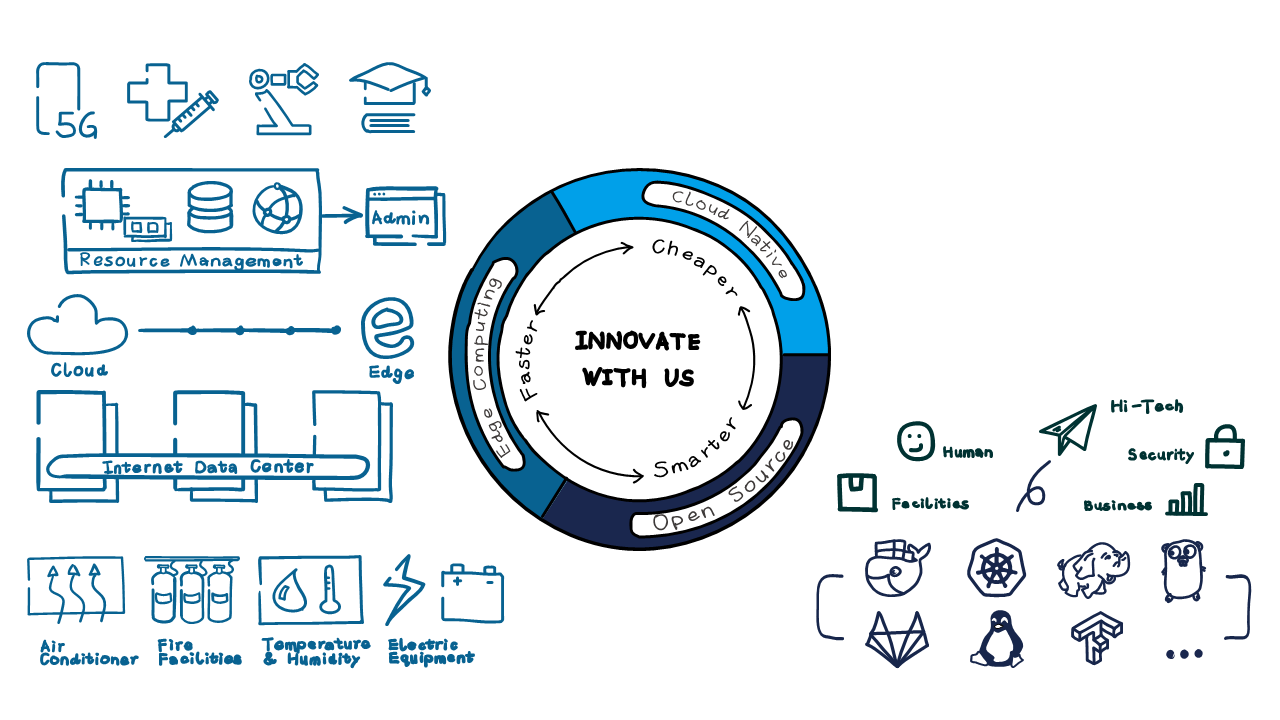 5G
Resource Management
Admin
Cloud
Edge
Internet Data Center
Air
Conditioner
Fire
Facilities
Temperature
& Humidity
Electric
Equipment
Cloud Native
Edge Computing
Open Source
Cheaper
Faster
Smarter
INNOVATE
WITH US
Hi-Tech
Human
Security
Facilities
Business
...